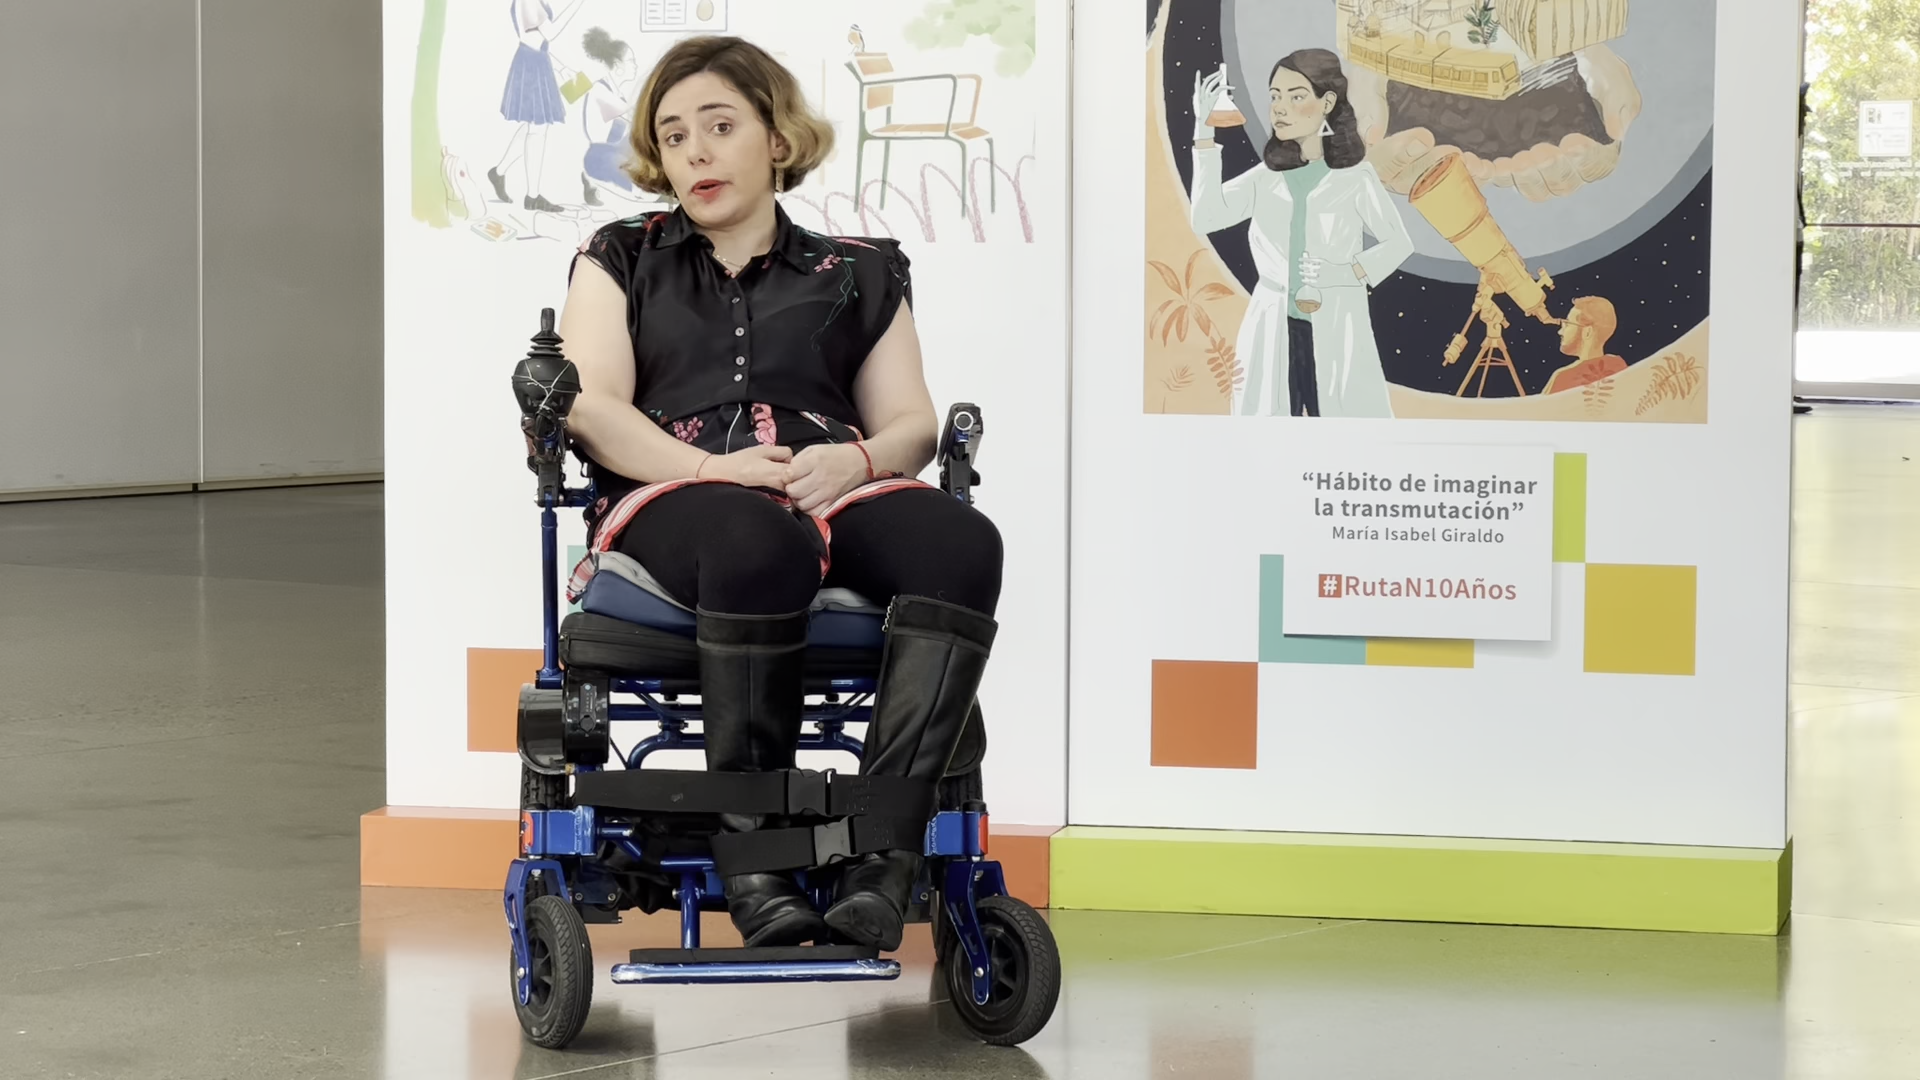 “Hábito de imaginar
la transmutación”
María Isabel Giraldo
#RutaN10Años